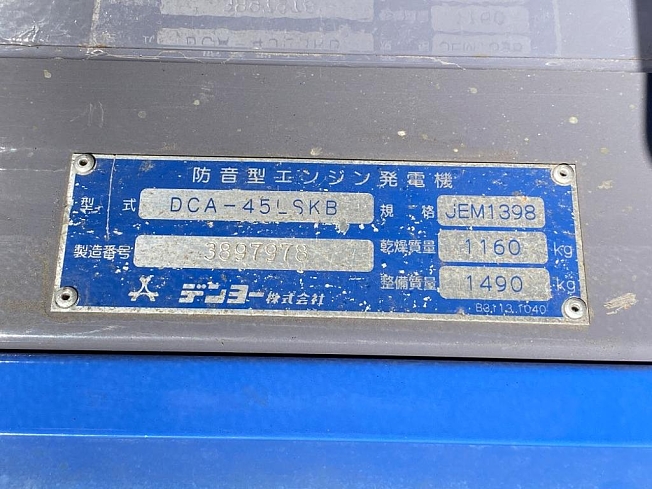 防音型エンジン発電機
型式 DCA-45LSKB 規格 JEM1398
製造番号 3897978 乾燥質量 1160 kg
整備質量 1490 kg
デンヨー株式会社